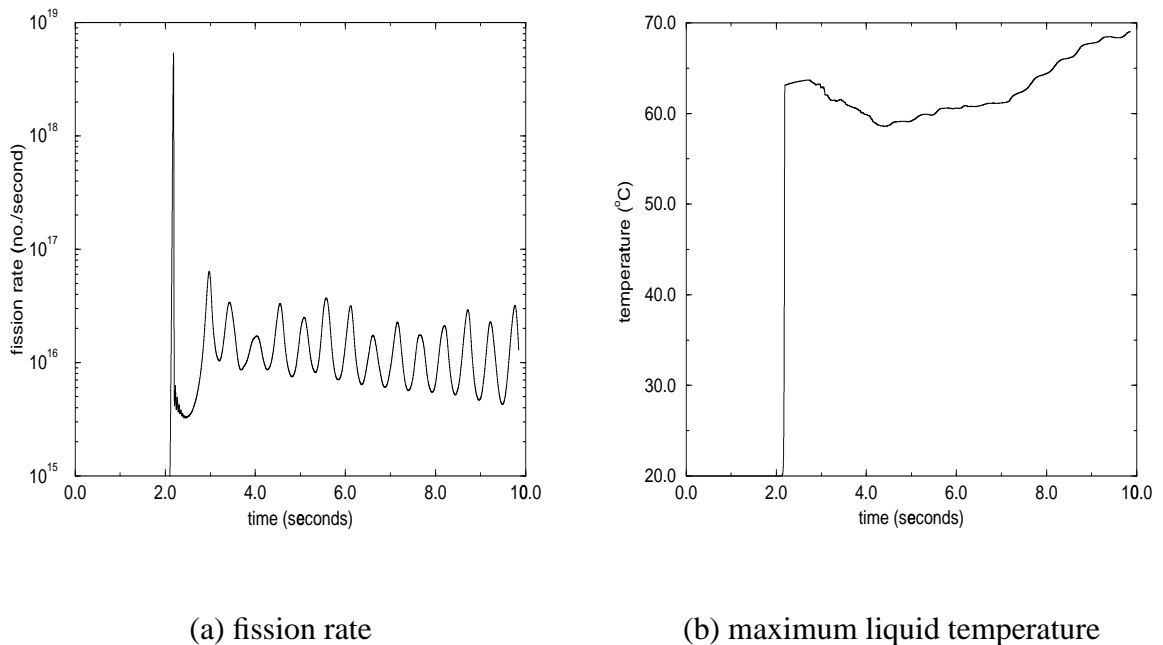 10^19
10^18
10^17
10^16
10^15
fission rate (no./second)
0.0 2.0 4.0 6.0 8.0 10.0
time (seconds)
(a) fission rate
70.0
60.0
50.0
40.0
30.0
20.0
temperature (°C)
0.0 2.0 4.0 6.0 8.0 10.0
time (seconds)
(b) maximum liquid temperature